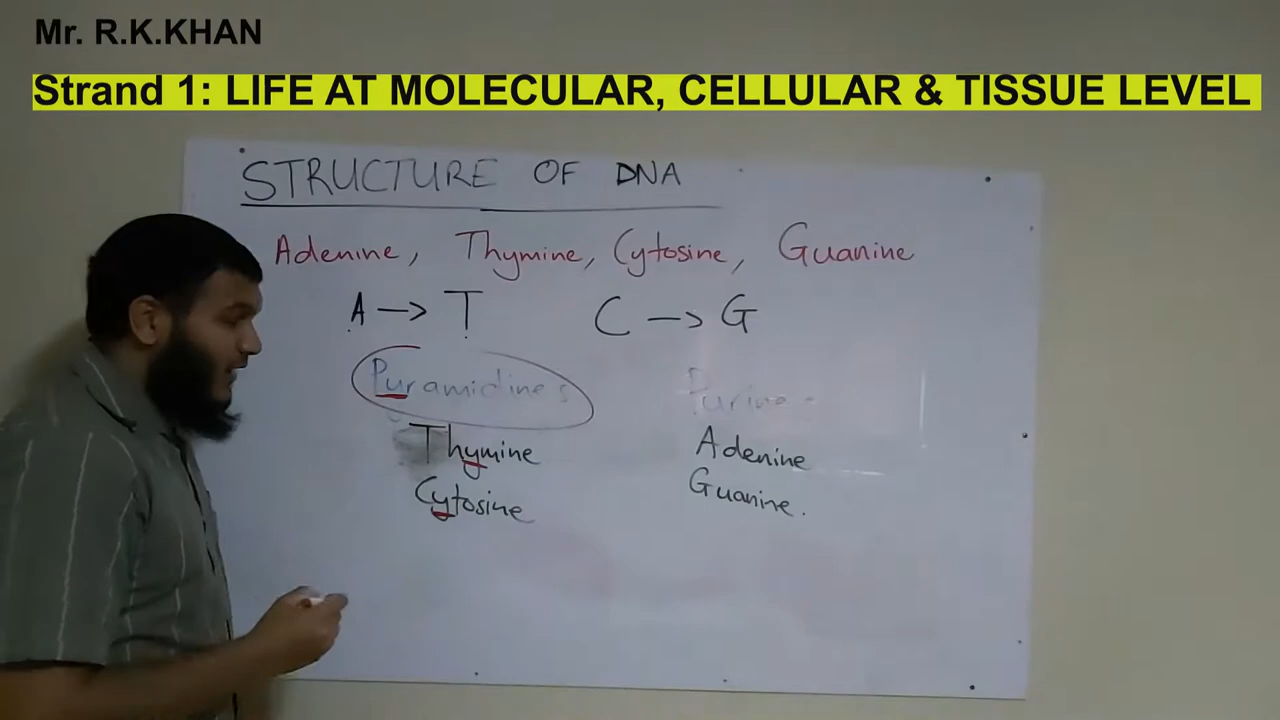 Mr. R.K.KHAN
Strand 1: LIFE AT MOLECULAR, CELLULAR & TISSUE LEVEL
STRUCTURE OF DNA
Adenine, Thymine, Cytosine, Guanine
A → T C → G
Puramidines
Thymine Adenine
Cytosine Guanine.